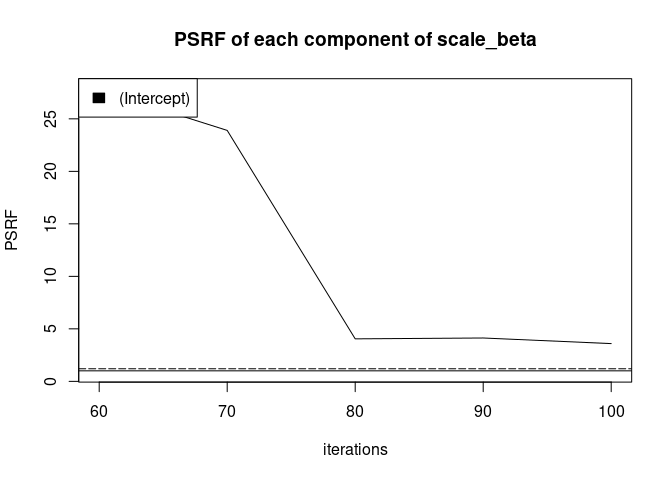 PSRF of each component of scale_beta
(Intercept)
PSRF
25
20
15
10
5
0
60 70 80 90 100
iterations